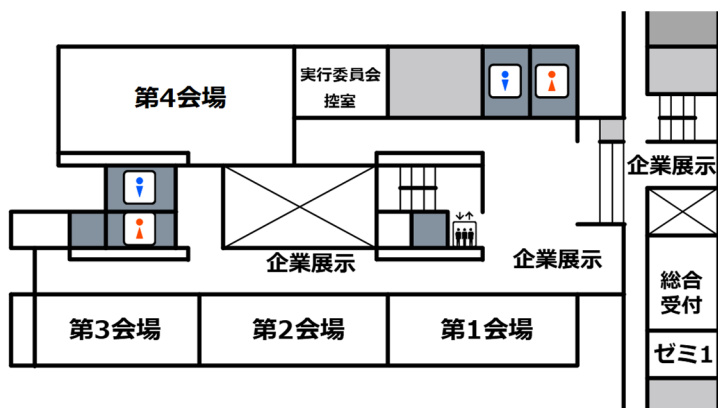 第4会場
実行委員会
控室
企業展示
企業展示
企業展示
総合
受付
第3会場
第2会場
第1会場
ゼミ1